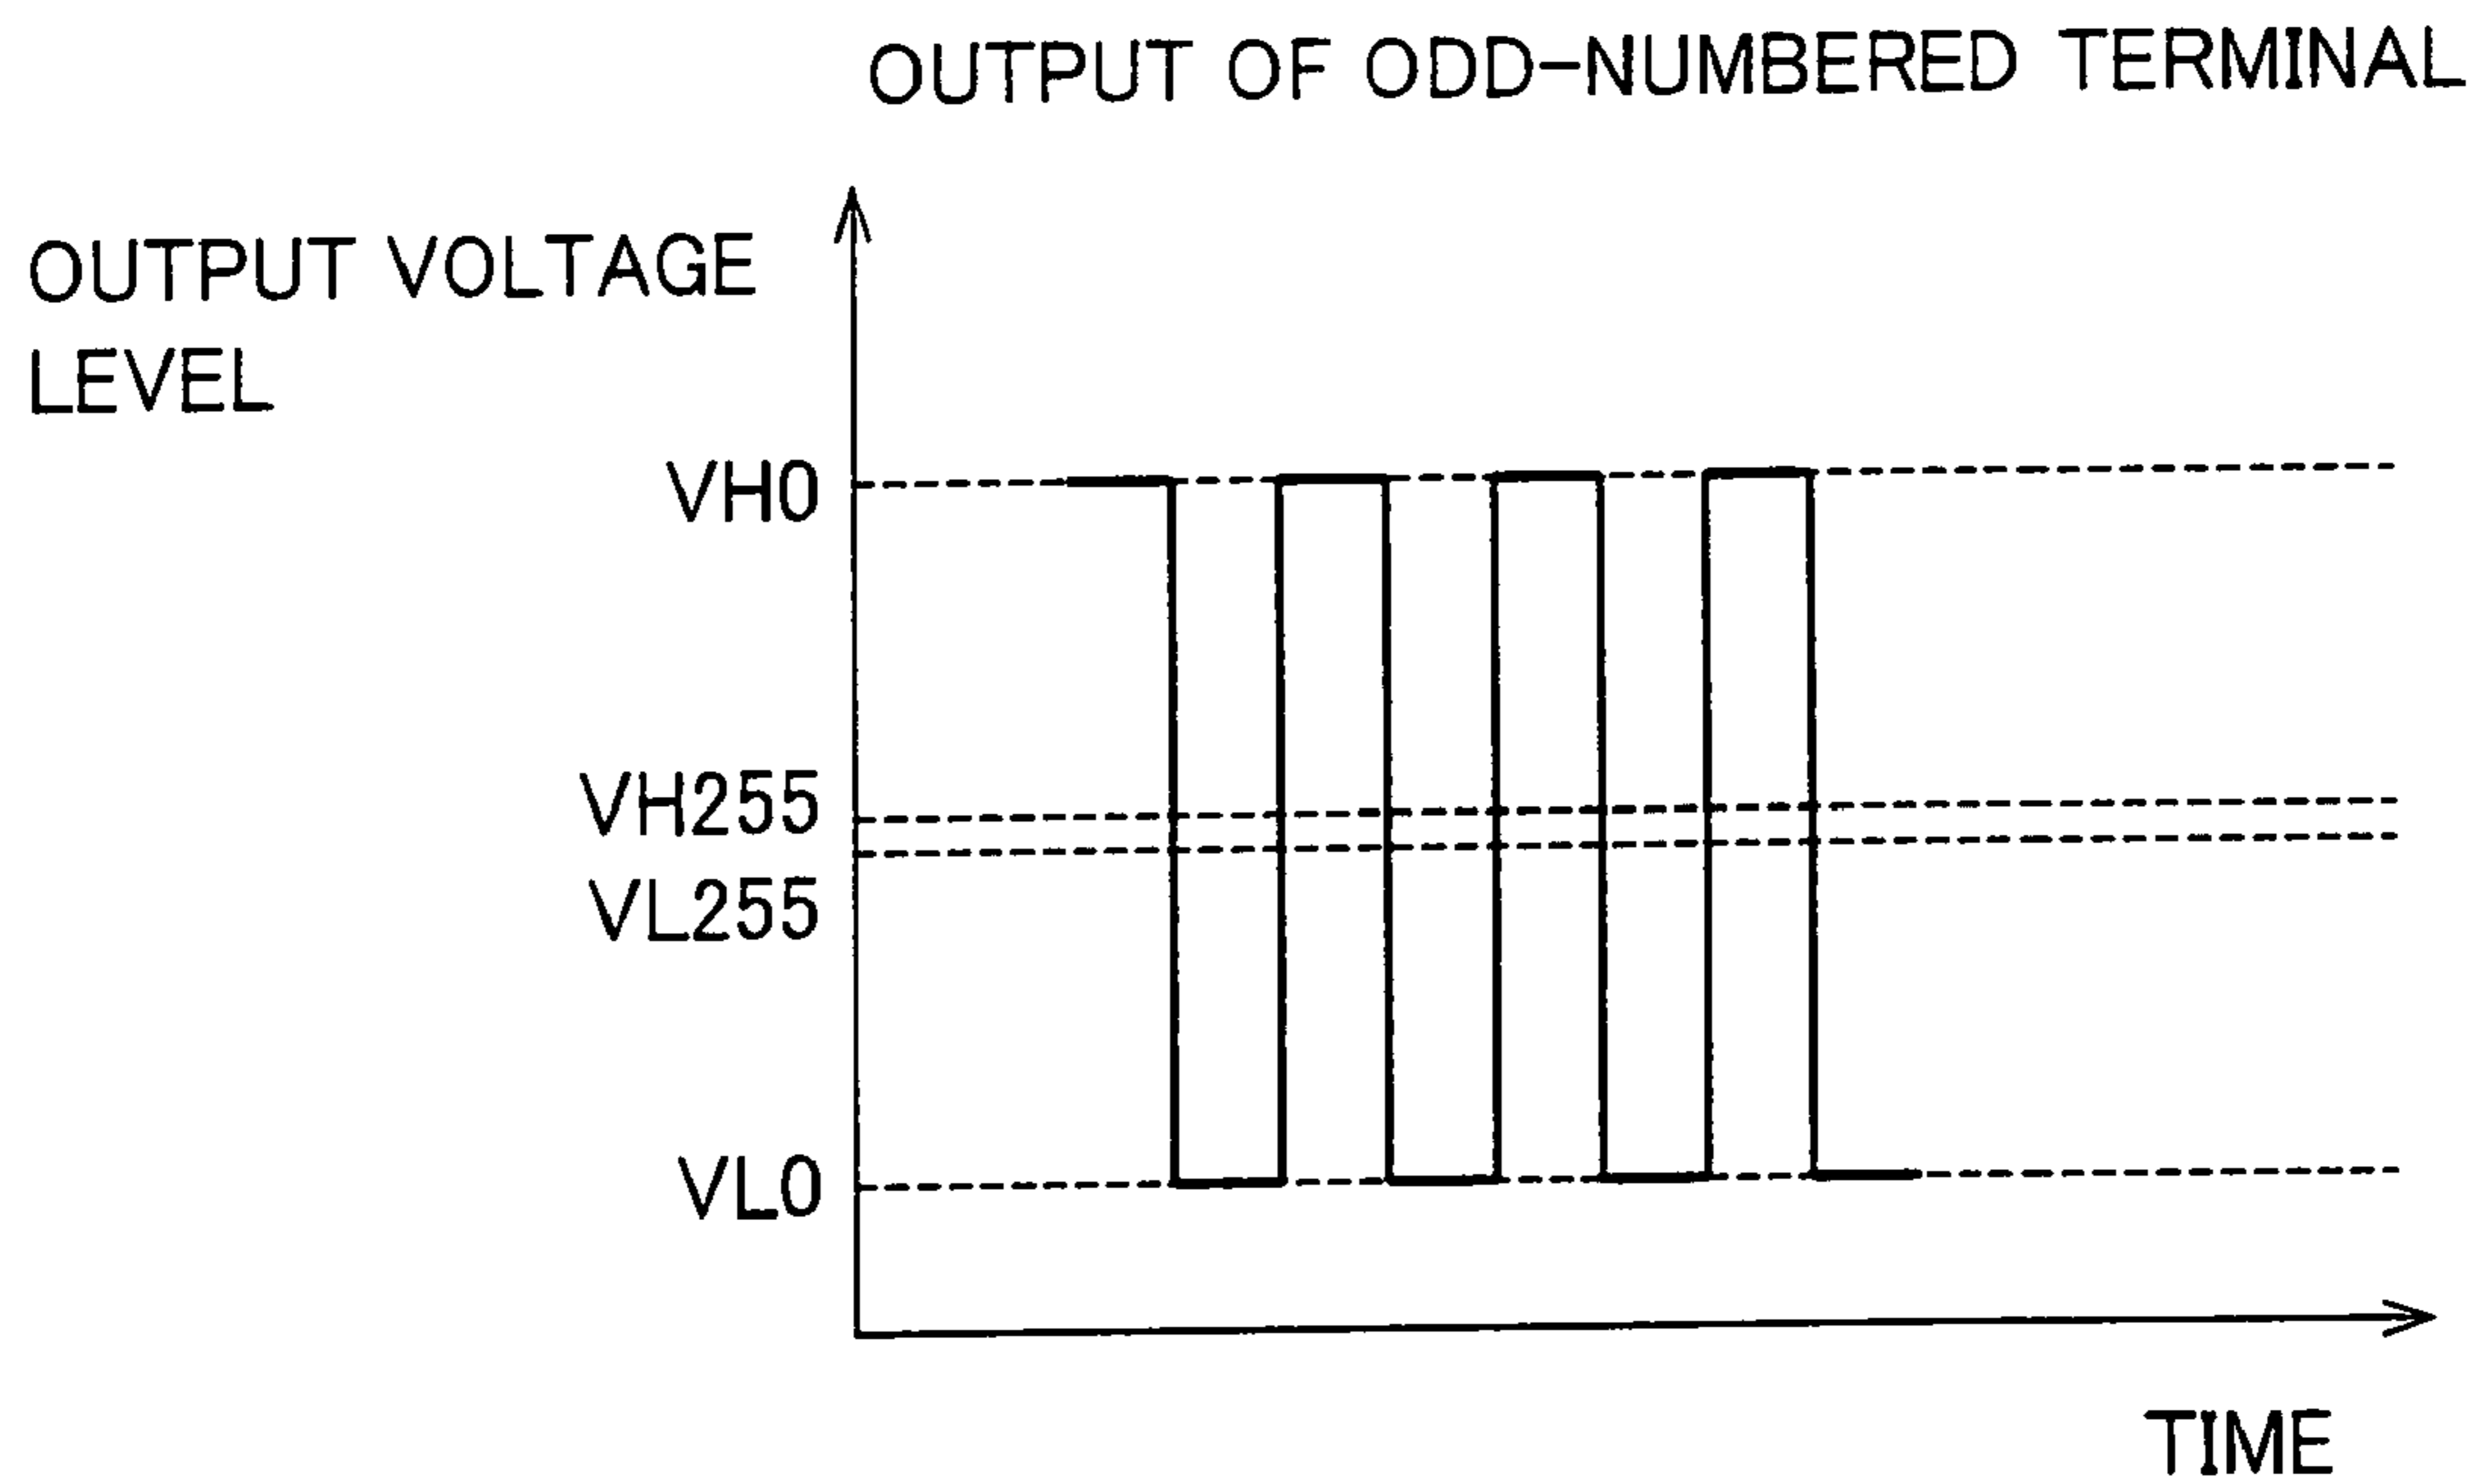 OUTPUT OF ODD-NUMBERED TERMINAL
OUTPUT VOLTAGE
LEVEL
VH0
VH255
VL255
VL0
TIME